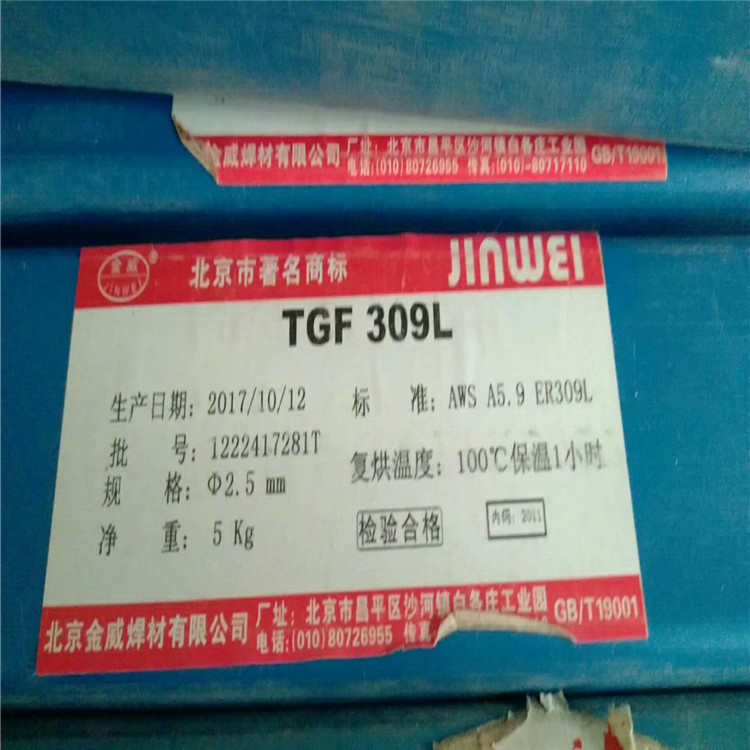 金威焊材有限公司
厂址:北京市昌平区沙河镇白各庄工业园
电话:(010)80726955 传真:(010)-80717110
GB/T19001
金威
JINWEI
北京市著名商标
JINWEI
TGF 309L
生产日期: 2017/10/12
标 准: AWS A5.9 ER309L
批 号: 1222417281T
复烘温度: 100℃保温1小时
规 格: Φ2.5 mm
净 重: 5 Kg
检验合格
内码: 2011
北京金威焊材有限公司
厂址:北京市昌平区沙河镇白各庄工业园
电话:(010)80726955 传真
GB/T19001